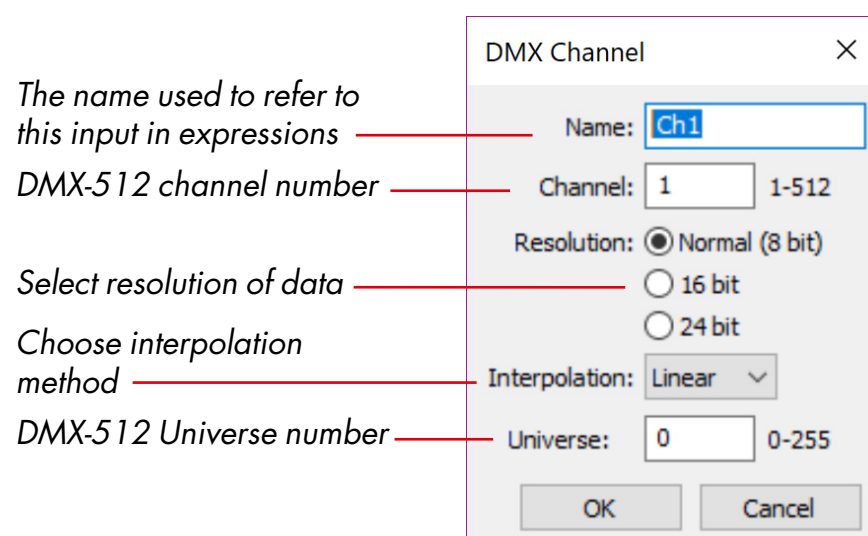 DMX Channel
The name used to refer to
this input in expressions
Name: Ch1
DMX-512 channel number
Channel: 1 1-512
Resolution: Normal (8 bit)
Select resolution of data
16 bit
24 bit
Choose interpolation
method
Interpolation: Linear
DMX-512 Universe number
Universe: 0 0-255
OK Cancel